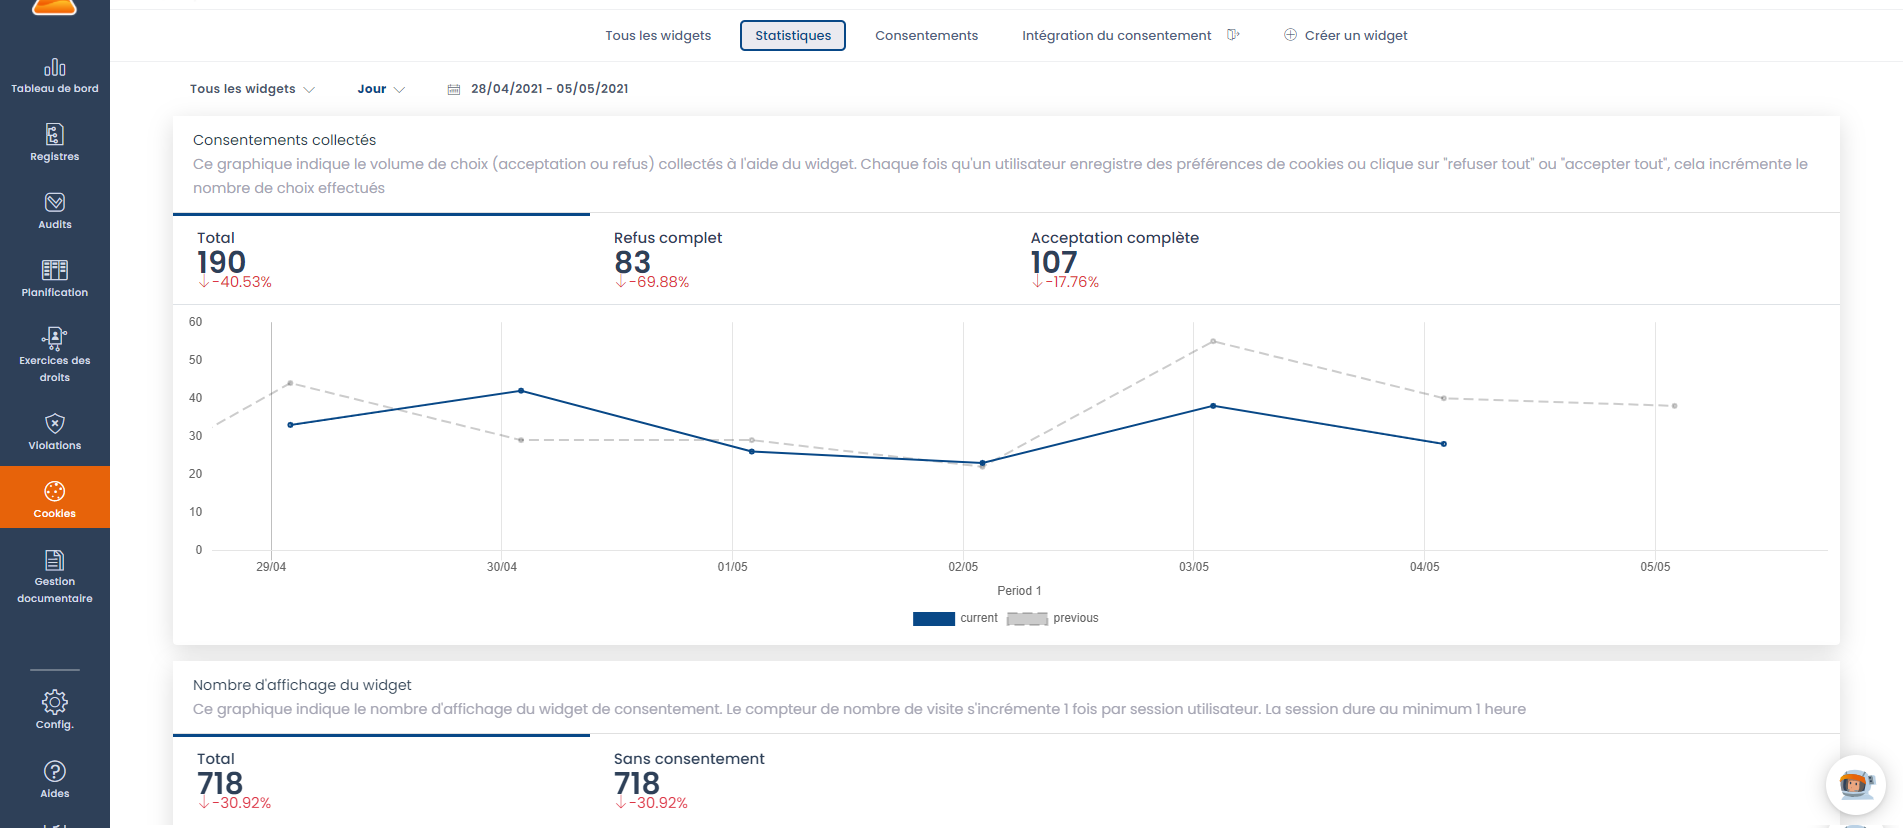 Tous les widgets
Statistiques
Consentements
Intégration du consentement
Créer un widget
Tableau de bord
Registres
Audits
Planification
Exercices des
droits
Violations
Cookies
Gestion
documentaire
Config.
Aides
Tous les widgets
Jour
28/04/2021 - 05/05/2021
Consentements collectés
Ce graphique indique le volume de choix (acceptation ou refus) collectés à l'aide du widget. Chaque fois qu'un utilisateur enregistre des préférences de cookies ou clique sur "refuser tout" ou "accepter tout", cela incrémente le
nombre de choix effectués
Total
190
-40.53%
Refus complet
83
-69.88%
Acceptation complète
107
-17.76%
60
50
40
30
20
10
0
29/04
30/04
01/05
02/05
03/05
04/05
05/05
Period 1
current
previous
Nombre d'affichage du widget
Ce graphique indique le nombre d'affichage du widget de consentement. Le compteur de nombre de visite s'incrémente 1 fois par session utilisateur. La session dure au minimum 1 heure
Total
718
-30.92%
Sans consentement
718
-30.92%